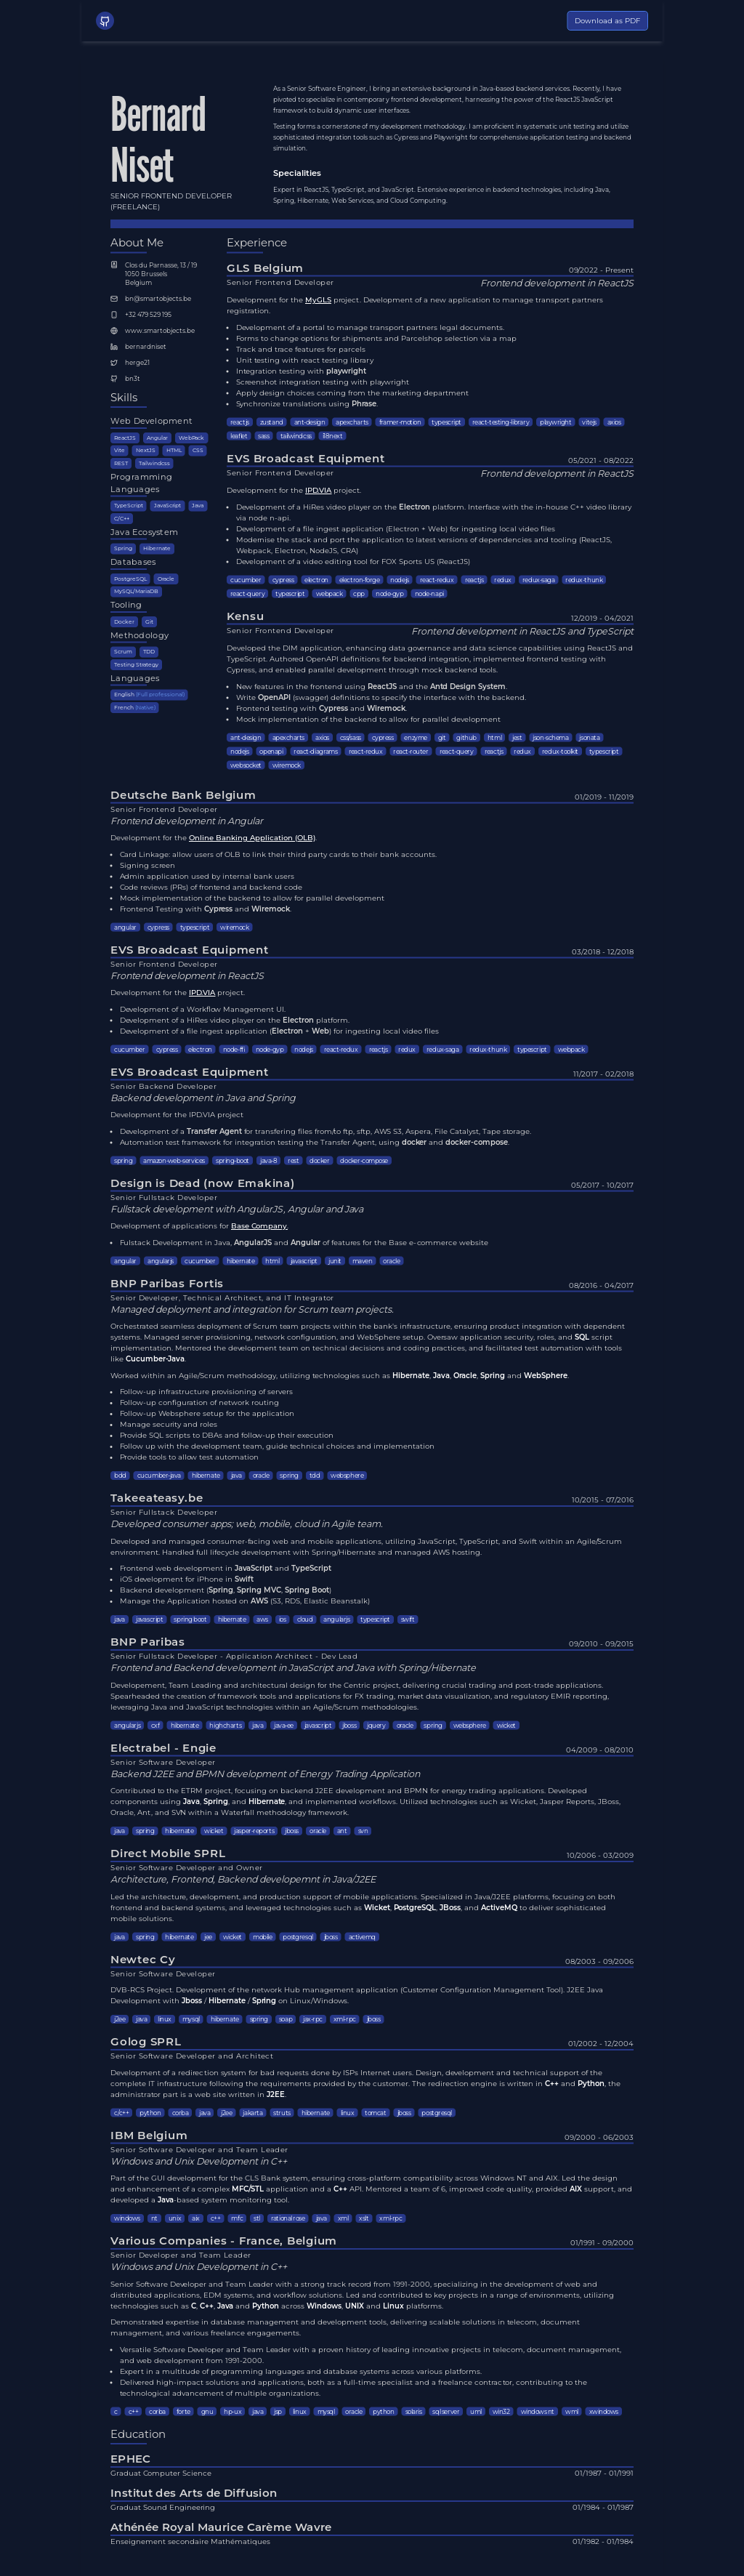 Download as PDF
Bernard
Niset
SENIOR FRONTEND DEVELOPER
(FREELANCE)
As a Senior Software Engineer, I bring an extensive background in Java-based backend services. Recently, I have
pivoted to specialize in contemporary frontend development, harnessing the power of the ReactJS JavaScript
framework to build dynamic user interfaces.
Testing forms a cornerstone of my development methodology. I am proficient in systematic unit testing and utilize
sophisticated integration tools such as Cypress and Playwright for comprehensive application testing and backend
simulation.
Specialities
Expert in ReactJS, TypeScript, and JavaScript. Extensive experience in backend technologies, including Java,
Spring, Hibernate, Web Services, and Cloud Computing.
About Me
Clos du Parnasse, 13 / 19
1050 Brussels
Belgium
bn@smartobjects.be
+32 479 529 195
www.smartobjects.be
bernardniset
herge21
bn3t
Skills
Web Development
ReactJS Angular WebPack
Vite NextJS HTML CSS
REST Tailwindcss
Programming
Languages
TypeScript JavaScript Java
C/C++
Java Ecosystem
Spring Hibernate
Databases
PostgreSQL Oracle
MySQL/MariaDB
Tooling
Docker Git
Methodology
Scrum TDD
Testing Strategy
Languages
English (Full professional)
French (Native)
Experience
GLS Belgium 09/2022 - Present
Senior Frontend Developer Frontend development in ReactJS
Development for the MyGLS project. Development of a new application to manage transport partners
registration.
• Development of a portal to manage transport partners legal documents.
• Forms to change options for shipments and Parcelshop selection via a map
• Track and trace features for parcels
• Unit testing with react testing library
• Integration testing with playwright
• Screenshot integration testing with playwright
• Apply design choices coming from the marketing department
• Synchronize translations using Phrase.
reactjs zustand ant-design apexcharts framer-motion typescript react-testing-library playwright vitejs axios
leaflet sass tailwindcss i18next
EVS Broadcast Equipment 05/2021 - 08/2022
Senior Frontend Developer Frontend development in ReactJS
Development for the IPD.VIA project.
• Development of a HiRes video player on the Electron platform. Interface with the in-house C++ video library
via node n-api.
• Development of a file ingest application (Electron + Web) for ingesting local video files
• Modernise the stack and port the application to latest versions of dependencies and tooling (ReactJS,
Webpack, Electron, NodeJS, CRA)
• Development of a video editing tool for FOX Sports US (ReactJS)
cucumber cypress electron electron-forge nodejs react-redux reactjs redux redux-saga redux-thunk
react-query typescript webpack cpp node-gyp node-napi
Kensu 12/2019 - 04/2021
Senior Frontend Developer Frontend development in ReactJS and TypeScript
Developed the DIM application, enhancing data governance and data science capabilities using ReactJS and
TypeScript. Authored OpenAPI definitions for backend integration, implemented frontend testing with
Cypress, and enabled parallel development through mock backend tools.
• New features in the frontend using ReactJS and the Antd Design System.
• Write OpenAPI (swagger) definitions to specify the interface with the backend.
• Frontend testing with Cypress and Wiremock.
• Mock implementation of the backend to allow for parallel development
ant-design apexcharts axios css/sass cypress enzyme git github html jest json-schema jsonata
nodejs openapi react-diagrams react-redux react-router react-query reactjs redux redux-toolkit typescript
websocket wiremock
Deutsche Bank Belgium 01/2019 - 11/2019
Senior Frontend Developer
Frontend development in Angular
Development for the Online Banking Application (OLB).
• Card Linkage: allow users of OLB to link their third party cards to their bank accounts.
• Signing screen
• Admin application used by internal bank users
• Code reviews (PRs) of frontend and backend code
• Mock implementation of the backend to allow for parallel development
• Frontend Testing with Cypress and Wiremock.
angular cypress typescript wiremock
EVS Broadcast Equipment 03/2018 - 12/2018
Senior Frontend Developer
Frontend development in ReactJS
Development for the IPD.VIA project.
• Development of a Workflow Management UI.
• Development of a HiRes video player on the Electron platform.
• Development of a file ingest application (Electron + Web) for ingesting local video files
cucumber cypress electron node-ffi node-gyp nodejs react-redux reactjs redux redux-saga redux-thunk typescript webpack
EVS Broadcast Equipment 11/2017 - 02/2018
Senior Backend Developer
Backend development in Java and Spring
Development for the IPD.VIA project
• Development of a Transfer Agent for transfering files from/to ftp, sftp, AWS S3, Aspera, File Catalyst, Tape storage.
• Automation test framework for integration testing the Transfer Agent, using docker and docker-compose.
spring amazon-web-services spring-boot java-8 rest docker docker-compose
Design is Dead (now Emakina) 05/2017 - 10/2017
Senior Fullstack Developer
Fullstack development with AngularJS, Angular and Java
Development of applications for Base Company.
• Fulstack Development in Java, AngularJS and Angular of features for the Base e-commerce website
angular angularjs cucumber hibernate html javascript junit maven oracle
BNP Paribas Fortis 08/2016 - 04/2017
Senior Developer, Technical Architect, and IT Integrator
Managed deployment and integration for Scrum team projects.
Orchestrated seamless deployment of Scrum team projects within the bank's infrastructure, ensuring product integration with dependent
systems. Managed server provisioning, network configuration, and WebSphere setup. Oversaw application security, roles, and SQL script
implementation. Mentored the development team on technical decisions and coding practices, and facilitated test automation with tools
like Cucumber-Java.
Worked within an Agile/Scrum methodology, utilizing technologies such as Hibernate, Java, Oracle, Spring and WebSphere.
• Follow-up infrastructure provisioning of servers
• Follow-up configuration of network routing
• Follow-up Websphere setup for the application
• Manage security and roles
• Provide SQL scripts to DBAs and follow-up their execution
• Follow up with the development team, guide technical choices and implementation
• Provide tools to allow test automation
bdd cucumber-java hibernate java oracle spring tdd websphere
Takeeateasy.be 10/2015 - 07/2016
Senior Fullstack Developer
Developed consumer apps; web, mobile, cloud in Agile team.
Developed and managed consumer-facing web and mobile applications, utilizing JavaScript, TypeScript, and Swift within an Agile/Scrum
environment. Handled full lifecycle development with Spring/Hibernate and managed AWS hosting.
• Frontend web development in JavaScript and TypeScript
• iOS development for iPhone in Swift
• Backend development (Spring, Spring MVC, Spring Boot)
• Manage the Application hosted on AWS (S3, RDS, Elastic Beanstalk)
java javascript spring boot hibernate aws ios cloud angularjs typescript swift
BNP Paribas 09/2010 - 09/2015
Senior Fullstack Developer - Application Architect - Dev Lead
Frontend and Backend development in JavaScript and Java with Spring/Hibernate
Developement, Team Leading and architectural design for the Centric project, delivering crucial trading and post-trade applications.
Spearheaded the creation of framework tools and applications for FX trading, market data visualization, and regulatory EMIR reporting,
leveraging Java and JavaScript technologies within an Agile/Scrum methodologies.
angularjs cxf hibernate highcharts java java-ee javascript jboss jquery oracle spring websphere wicket
Electrabel - Engie 04/2009 - 08/2010
Senior Software Developer
Backend J2EE and BPMN development of Energy Trading Application
Contributed to the ETRM project, focusing on backend J2EE development and BPMN for energy trading applications. Developed
components using Java, Spring, and Hibernate, and implemented workflows. Utilized technologies such as Wicket, Jasper Reports, JBoss,
Oracle, Ant, and SVN within a Waterfall methodology framework.
java spring hibernate wicket jasper-reports jboss oracle ant svn
Direct Mobile SPRL 10/2006 - 03/2009
Senior Software Developer and Owner
Architecture, Frontend, Backend developemnt in Java/J2EE
Led the architecture, development, and production support of mobile applications. Specialized in Java/J2EE platforms, focusing on both
frontend and backend systems, and leveraged technologies such as Wicket, PostgreSQL, JBoss, and ActiveMQ to deliver sophisticated
mobile solutions.
java spring hibernate jee wicket mobile postgresql jboss activemq
Newtec Cy 08/2003 - 09/2006
Senior Software Developer
DVB-RCS Project. Development of the network Hub management application (Customer Configuration Management Tool). J2EE Java
Development with Jboss / Hibernate / Spring on Linux/Windows.
j2ee java linux mysql hibernate spring soap jax-rpc xml-rpc jboss
Golog SPRL 01/2002 - 12/2004
Senior Software Developer and Architect
Development of a redirection system for bad requests done by ISPs Internet users. Design, development and technical support of the
complete IT infrastructure following the requirements provided by the customer. The redirection engine is written in C++ and Python, the
administrator part is a web site written in J2EE.
c/c++ python corba java j2ee jakarta struts hibernate linux tomcat jboss postgresql
IBM Belgium 09/2000 - 06/2003
Senior Software Developer and Team Leader
Windows and Unix Development in C++
Part of the GUI development for the CLS Bank system, ensuring cross-platform compatibility across Windows NT and AIX. Led the design
and enhancement of a complex MFC/STL application and a C++ API. Mentored a team of 6, improved code quality, provided AIX support, and
developed a Java-based system monitoring tool.
windows nt unix aix c++ mfc stl rational rose java xml xslt xml-rpc
Various Companies - France, Belgium 01/1991 - 09/2000
Senior Developer and Team Leader
Windows and Unix Development in C++
Senior Software Developer and Team Leader with a strong track record from 1991-2000, specializing in the development of web and
distributed applications, EDM systems, and workflow solutions. Led and contributed to key projects in a range of environments, utilizing
technologies such as C, C++, Java and Python across Windows, UNIX and Linux platforms.
Demonstrated expertise in database management and development tools, delivering scalable solutions in telecom, document
management, and various freelance engagements.
• Versatile Software Developer and Team Leader with a proven history of leading innovative projects in telecom, document management,
and web development from 1991-2000.
• Expert in a multitude of programming languages and database systems across various platforms.
• Delivered high-impact solutions and applications, both as a full-time specialist and a freelance contractor, contributing to the
technological advancement of multiple organizations.
c c++ corba forte gnu hp-ux java jsp linux mysql oracle python solaris sql server uml win32 windows nt wml xwindows
Education
EPHEC
Graduat Computer Science 01/1987 - 01/1991
Institut des Arts de Diffusion
Graduat Sound Engineering 01/1984 - 01/1987
Athénée Royal Maurice Carème Wavre
Enseignement secondaire Mathématiques 01/1982 - 01/1984